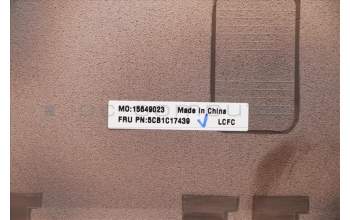 MO:15649023 Made in China
FRU PN:5CB1C17439 LCFC